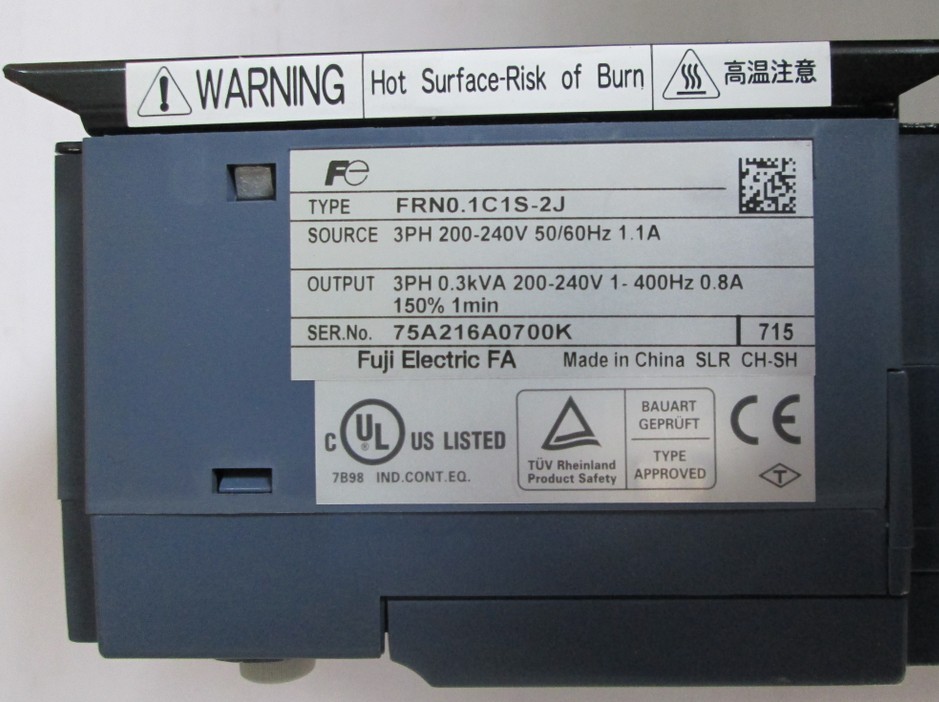 WARNING Hot Surface-Risk of Burn 高温注意
Fe
TYPE FRN0.1C1S-2J
SOURCE 3PH 200-240V 50/60Hz 1.1A
OUTPUT 3PH 0.3kVA 200-240V 1- 400Hz 0.8A
150% 1min
SER.No. 75A216A0700K 715
Fuji Electric FA Made in China SLR CH-SH
C UL ® US LISTED
7B98 IND.CONT.EQ.
TÜV Rheinland
Product Safety
BAUART
GEPRÜFT
TYPE
APPROVED
CE
T